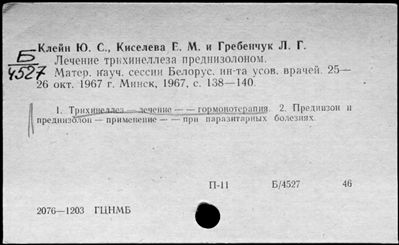 Б
4527
Клейн Ю. С., Киселева Е. М. и Гребенчук Л. Г.
Лечение трихинеллеза преднизолоном.
Матер. науч. сессии Белорус. ин-та усов. врачей. 25—
26 окт. 1967 г. Минск, 1967, с. 138—140.
1. Трихинеллез — лечение — — гормонотерапия. 2. Преднизон и
преднизолон — применение — — при паразитарных болезнях.
П-11 Б/4527 46
2076—1203 ГЦНМБ